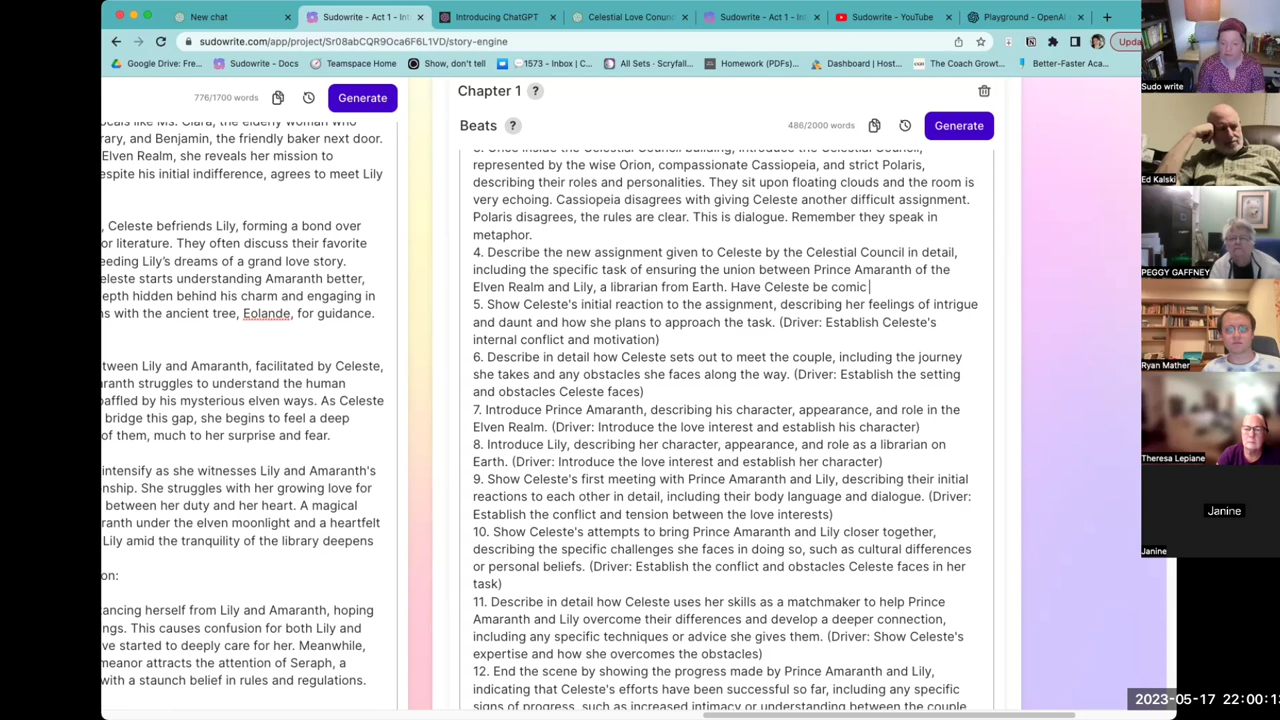 New chat
Sudowrite - Act 1 - Int
Introducing ChatGPT
Celestial Love Conun
Sudowrite - Act 1 - Int
Sudowrite - YouTube
Playground - OpenAI
sudowrite.com/app/project/Sr08abCQR9Oca6F6L1VD/story-engine
Upda
Google Drive: Fre...
Sudowrite - Docs
Teamspace Home
Show, don't tell
1573 - Inbox | C...
All Sets · Scryfall...
Homework (PDFs)...
Dashboard | Host...
The Coach Growt...
Better-Faster Aca...
776/1700 words
Generate
ary, and Benjamin, the friendly baker next door.
Elven Realm, she reveals her mission to
espite his initial indifference, agrees to meet Lily
, Celeste befriends Lily, forming a bond over
or literature. They often discuss their favorite
eeding Lily's dreams of a grand love story.
eleste starts understanding Amaranth better,
epth hidden behind his charm and engaging in
ns with the ancient tree, Eolande, for guidance.
tween Lily and Amaranth, facilitated by Celeste,
aranth struggles to understand the human
affled by his mysterious elven ways. As Celeste
bridge this gap, she begins to feel a deep
of them, much to her surprise and fear.
intensify as she witnesses Lily and Amaranth's
onship. She struggles with her growing love for
between her duty and her heart. A magical
ranth under the elven moonlight and a heartfelt
Lily amid the tranquility of the library deepens
on:
tancing herself from Lily and Amaranth, hoping
ngs. This causes confusion for both Lily and
ve started to deeply care for her. Meanwhile,
meanor attracts the attention of Seraph, a
with a staunch belief in rules and regulations.
Chapter 1
Beats
486/2000 words
Generate
represented by the wise Orion, compassionate Cassiopeia, and strict Polaris,
describing their roles and personalities. They sit upon floating clouds and the room is
very echoing. Cassiopeia disagrees with giving Celeste another difficult assignment.
Polaris disagrees, the rules are clear. This is dialogue. Remember they speak in
metaphor.
4. Describe the new assignment given to Celeste by the Celestial Council in detail,
including the specific task of ensuring the union between Prince Amaranth of the
Elven Realm and Lily, a librarian from Earth. Have Celeste be comic
5. Show Celeste's initial reaction to the assignment, describing her feelings of intrigue
and daunt and how she plans to approach the task. (Driver: Establish Celeste's
internal conflict and motivation)
6. Describe in detail how Celeste sets out to meet the couple, including the journey
she takes and any obstacles she faces along the way. (Driver: Establish the setting
and obstacles Celeste faces)
7. Introduce Prince Amaranth, describing his character, appearance, and role in the
Elven Realm. (Driver: Introduce the love interest and establish his character)
8. Introduce Lily, describing her character, appearance, and role as a librarian on
Earth. (Driver: Introduce the love interest and establish her character)
9. Show Celeste's first meeting with Prince Amaranth and Lily, describing their initial
reactions to each other in detail, including their body language and dialogue. (Driver:
Establish the conflict and tension between the love interests)
10. Show Celeste's attempts to bring Prince Amaranth and Lily closer together,
describing the specific challenges she faces in doing so, such as cultural differences
or personal beliefs. (Driver: Establish the conflict and obstacles Celeste faces in her
task)
11. Describe in detail how Celeste uses her skills as a matchmaker to help Prince
Amaranth and Lily overcome their differences and develop a deeper connection,
including any specific techniques or advice she gives them. (Driver: Show Celeste's
expertise and how she overcomes the obstacles)
12. End the scene by showing the progress made by Prince Amaranth and Lily,
indicating that Celeste's efforts have been successful so far, including any specific
signs of progress, such as increased intimacy or understanding between the couple
Sudo write
Ed Kalski
PEGGY GAFFNEY
Ryan Mather
Theresa Lepiane
Janine
Janine
2023-05-17 22:00:1